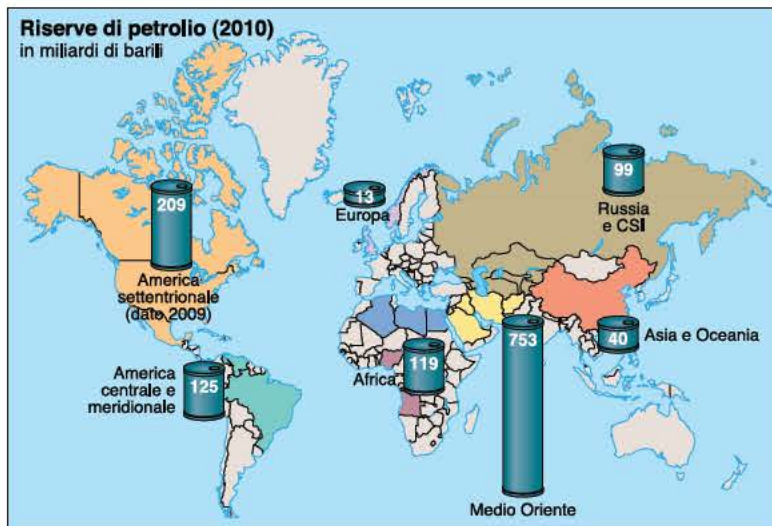 Riserve di petrolio (2010)
in miliardi di barili
209
America
settentrionale
(dato 2009)
13
Europa
99
Russia
e CSI
America
centrale e
meridionale
125
Africa
119
753
Medio Oriente
40
Asia e Oceania